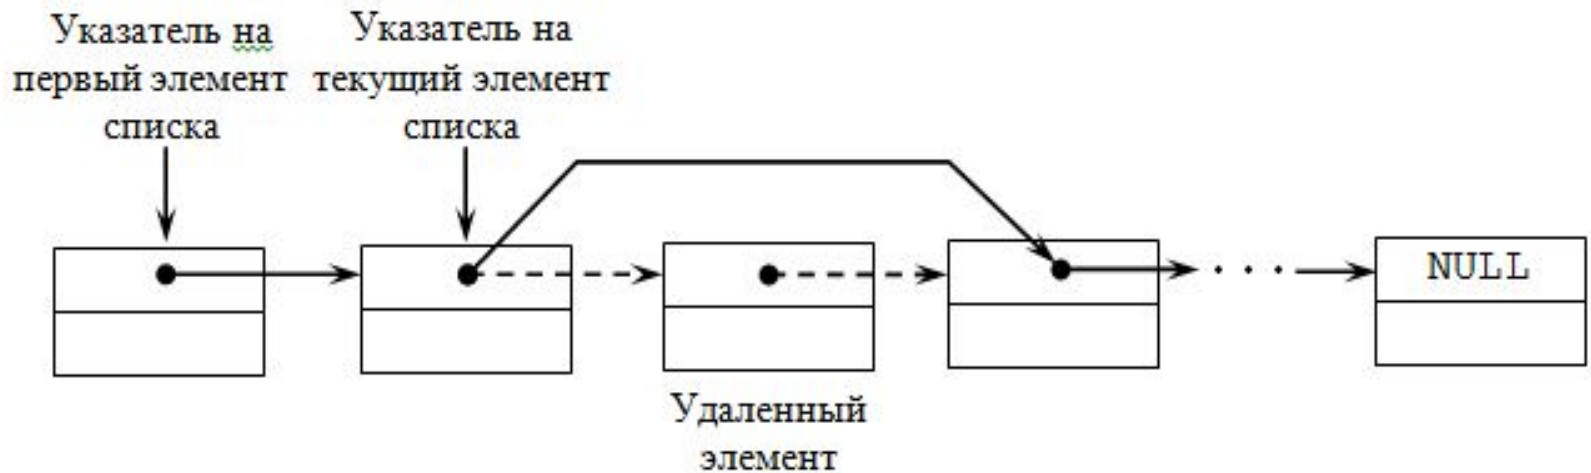 Указатель на
первый элемент
списка
Указатель на
текущий элемент
списка
NULL
Удаленный
элемент